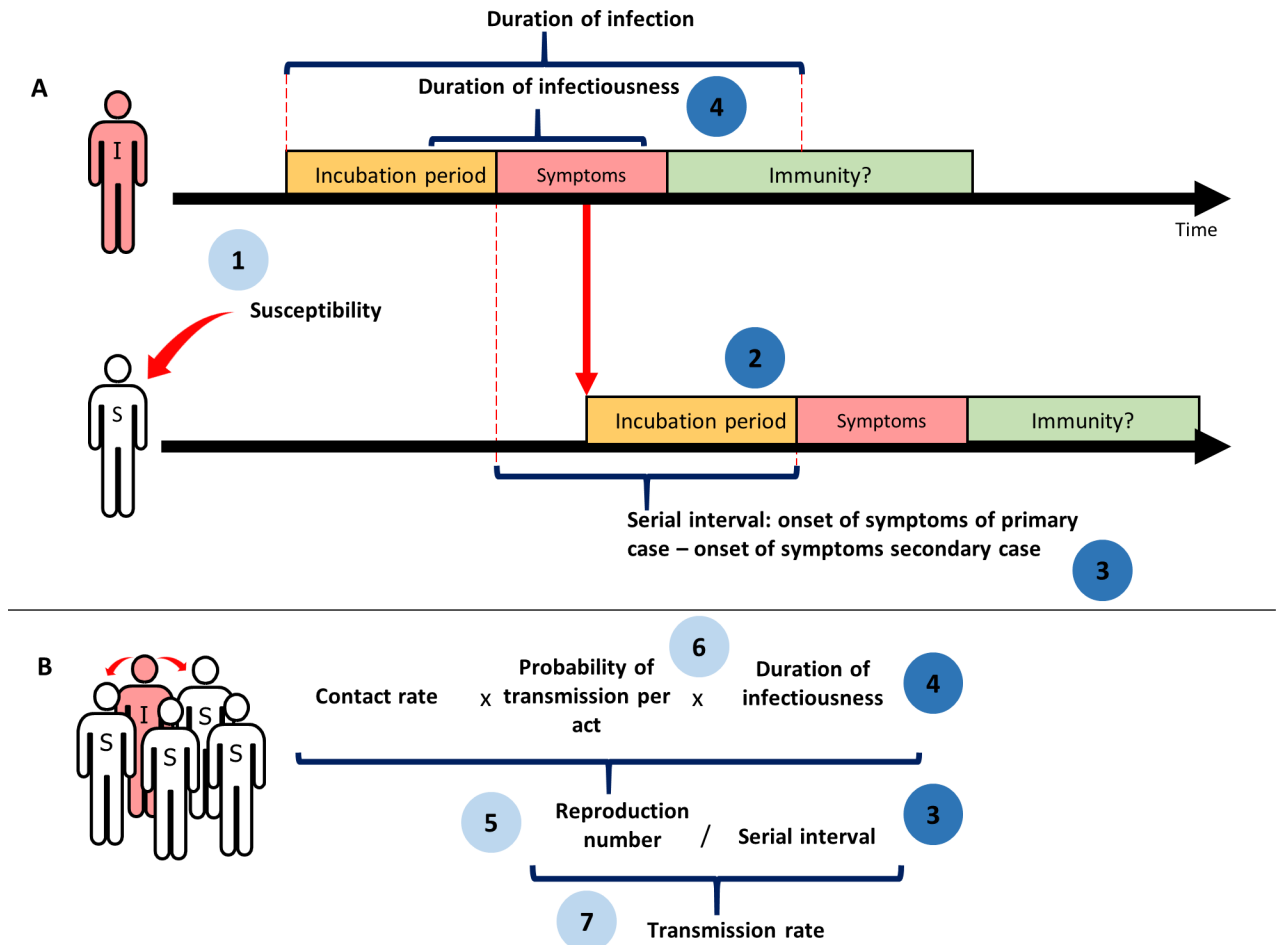 Duration of infection
A
Duration of infectiousness
4
I
Incubation period
Symptoms
Immunity?
Time
1
Susceptibility
S
2
Incubation period
Symptoms
Immunity?
Serial interval: onset of symptoms of primary
case – onset of symptoms secondary case
3
B
6
I
S
S
S
S
Contact rate
x
Probability of
transmission per
act
x
Duration of
infectiousness
4
5
Reproduction
number
/
Serial interval
3
7
Transmission rate